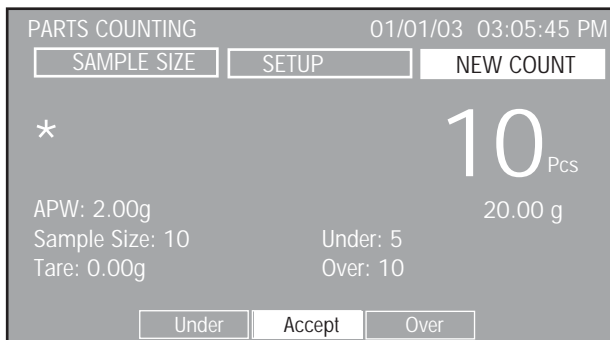 PARTS COUNTING 01/01/03 03:05:45 PM
SAMPLE SIZE SETUP NEW COUNT
* 10 Pcs
APW: 2.00g 20.00 g
Sample Size: 10 Under: 5
Tare: 0.00g Over: 10
Under Accept Over